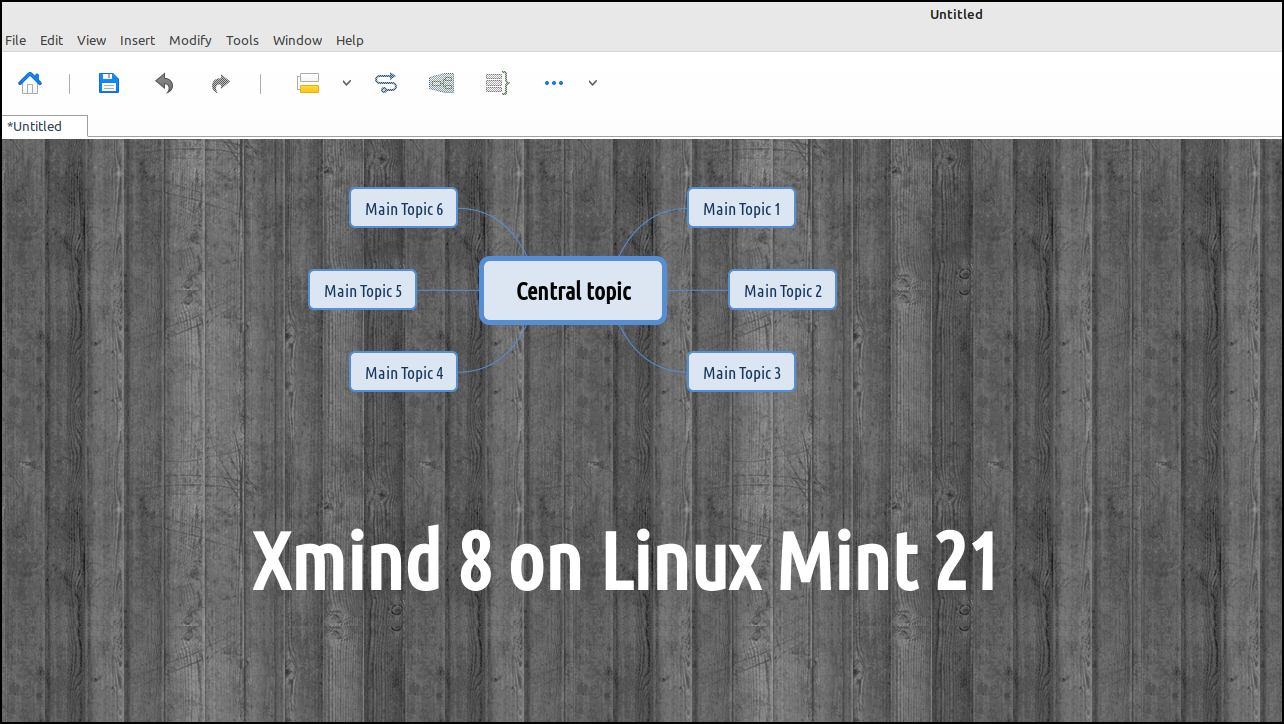 Untitled
File Edit View Insert Modify Tools Window Help
*Untitled
Main Topic 6
Main Topic 1
Main Topic 5
Central topic
Main Topic 2
Main Topic 4
Main Topic 3
Xmind 8 on Linux Mint 21